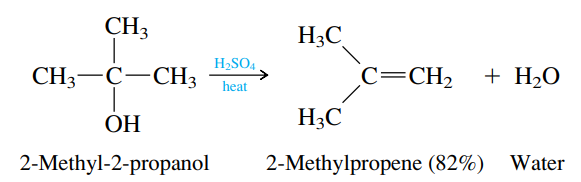 CH₃
CH₃—C—CH₃
OH
H₂SO₄
heat
H₃C
C=CH₂ + H₂O
H₃C
2-Methyl-2-propanol 2-Methylpropene (82%) Water